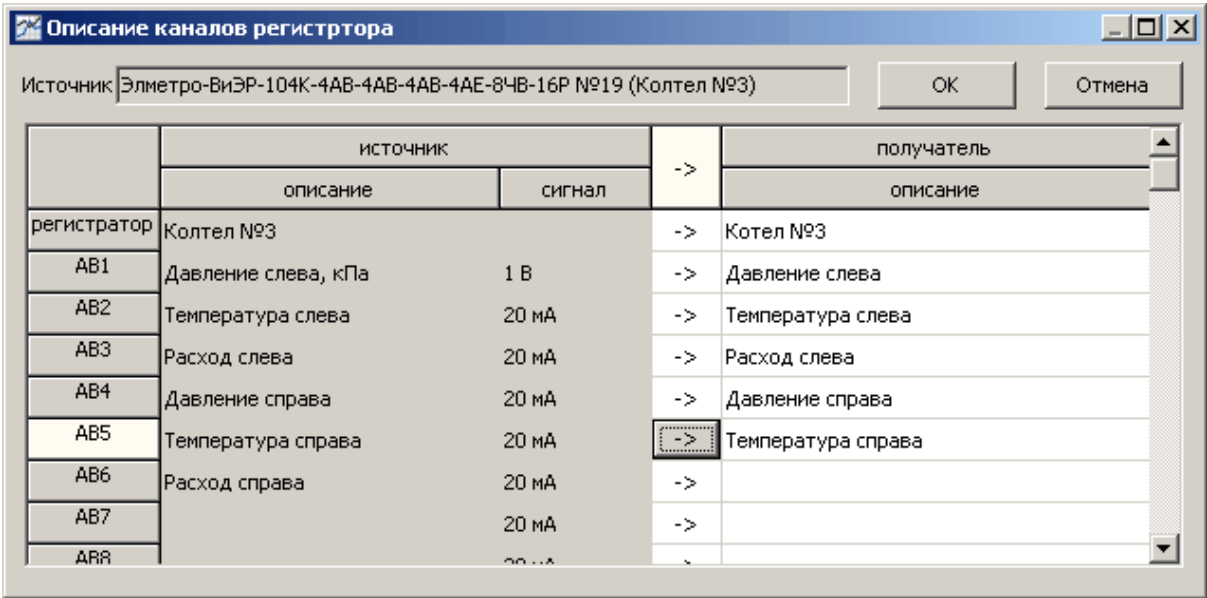 Описание каналов регистртора
Источник Элметро-ВиЭР-104К-4АВ-4АВ-4АВ-4АЕ-8ЧВ-16Р №19 (Колтел №3) OK Отмена
источник -> получатель
описание сигнал описание
регистратор Колтел №3 -> Котел №3
АВ1 Давление слева, кПа 1 В -> Давление слева
АВ2 Температура слева 20 мА -> Температура слева
АВ3 Расход слева 20 мА -> Расход слева
АВ4 Давление справа 20 мА -> Давление справа
АВ5 Температура справа 20 мА -> Температура справа
АВ6 Расход справа 20 мА -> 
АВ7 20 мА ->
АВ8 20 мА ->